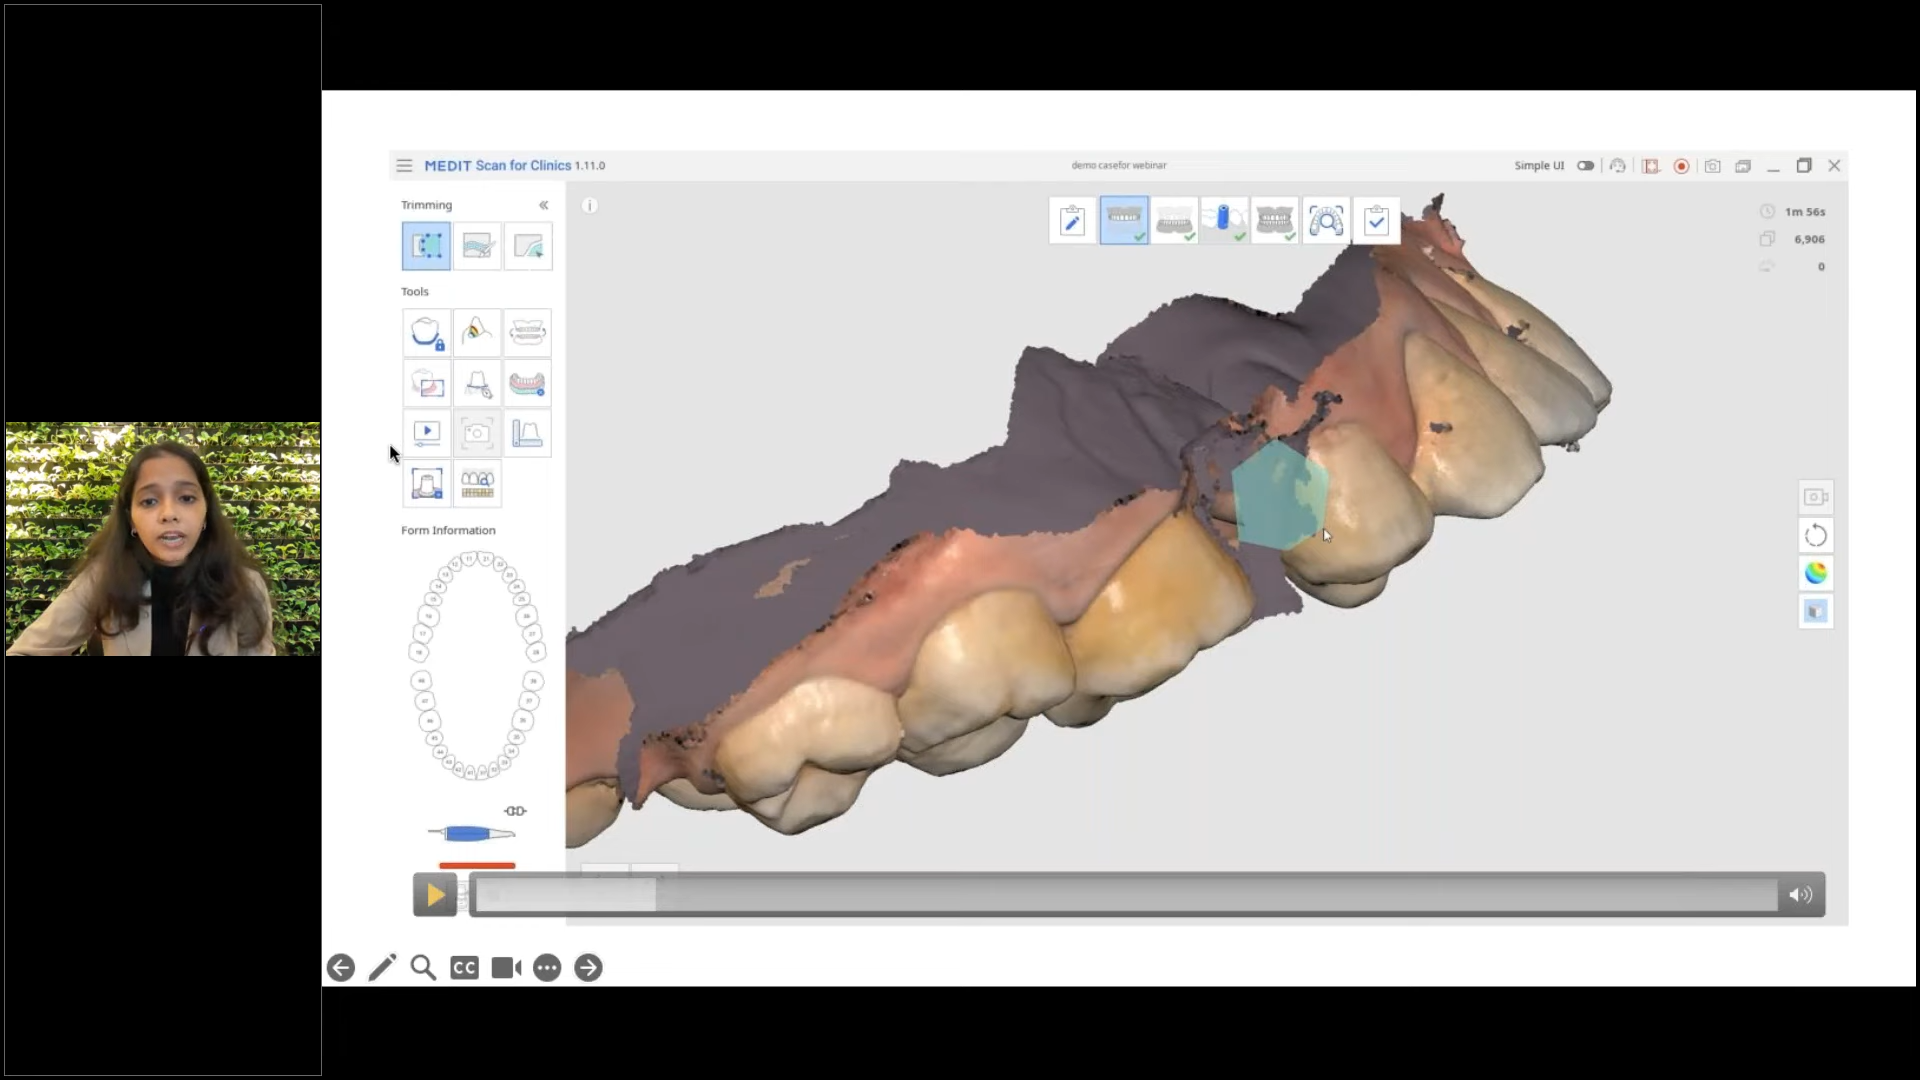 MEDIT Scan for Clinics 1.11.0
demo casefor webinar
Simple UI
Trimming
1m 56s
6,906
0
Tools
Form Information
CC